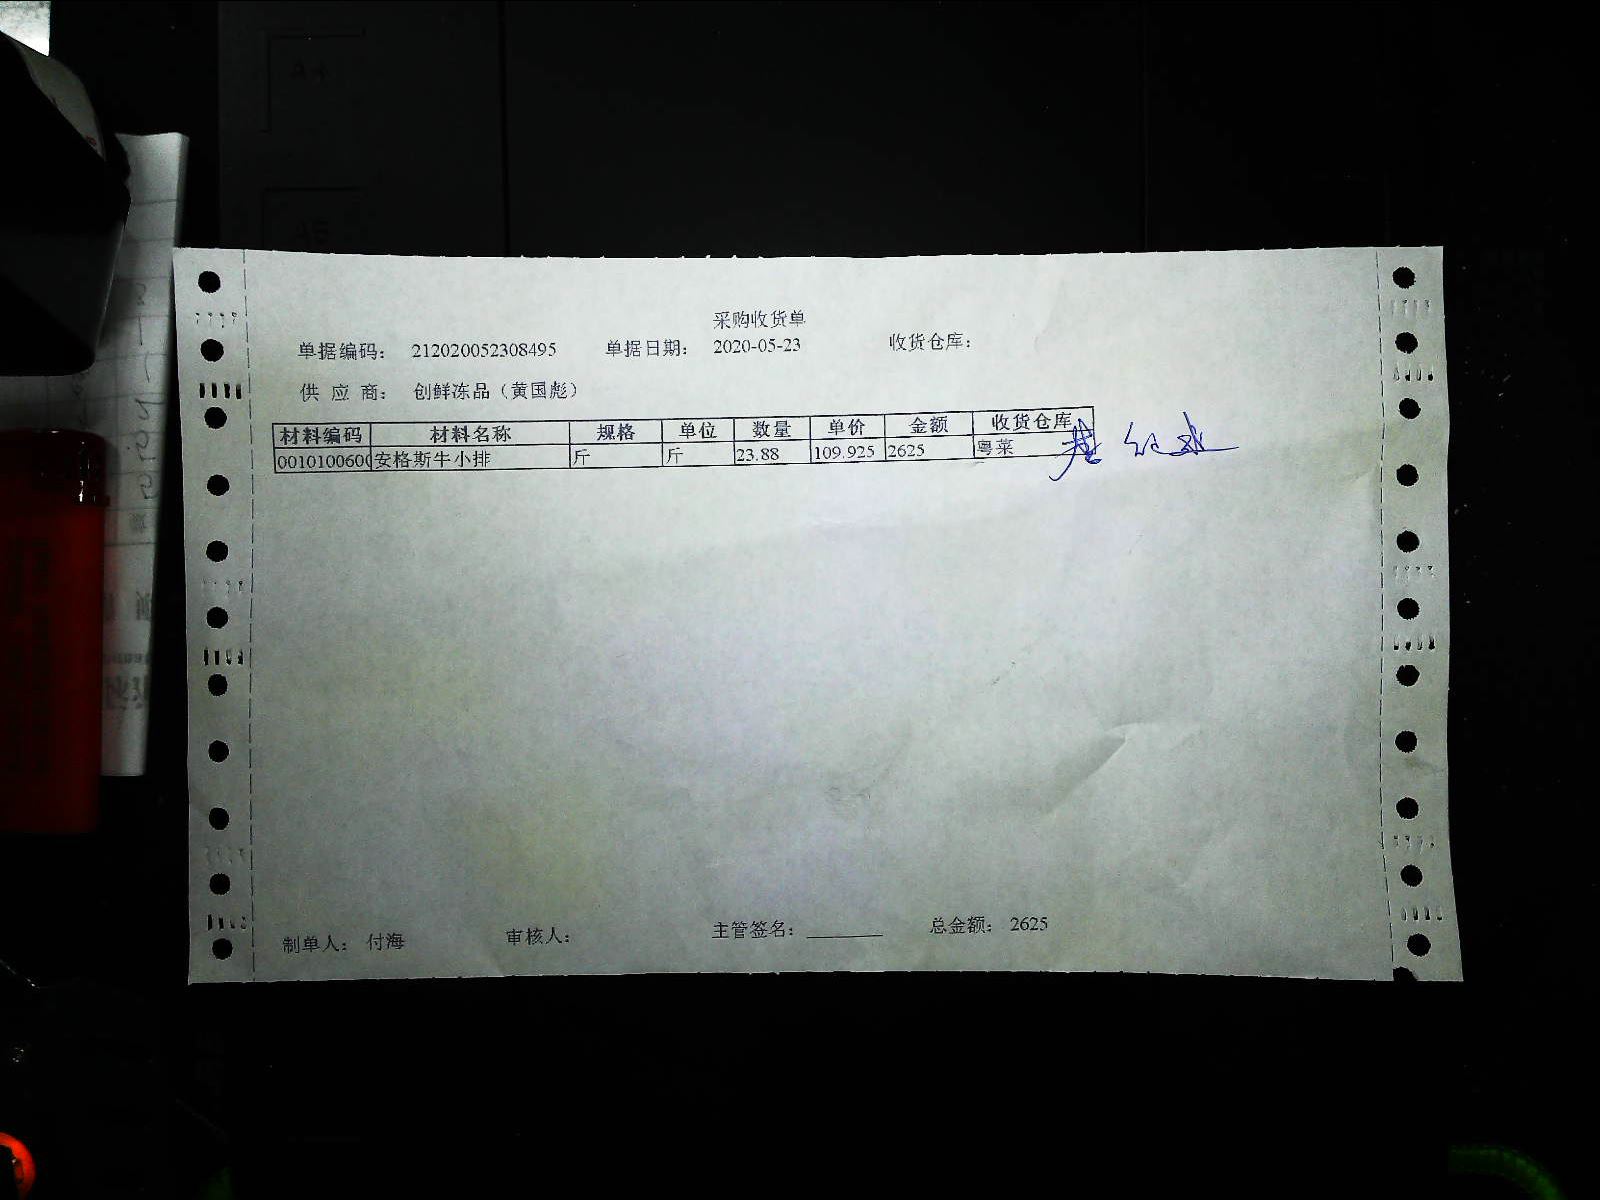 采购收货单
单据编码： 212020052308495 单据日期： 2020-05-23 收货仓库：
供 应 商： 创鲜冻品（黄国彪）
材料编码 材料名称 规格 单位 数量 单价 金额 收货仓库
0010100600 安格斯牛小排 斤 斤 23.88 109.925 2625 粤菜
制单人： 付海 审核人： 主管签名： 总金额： 2625